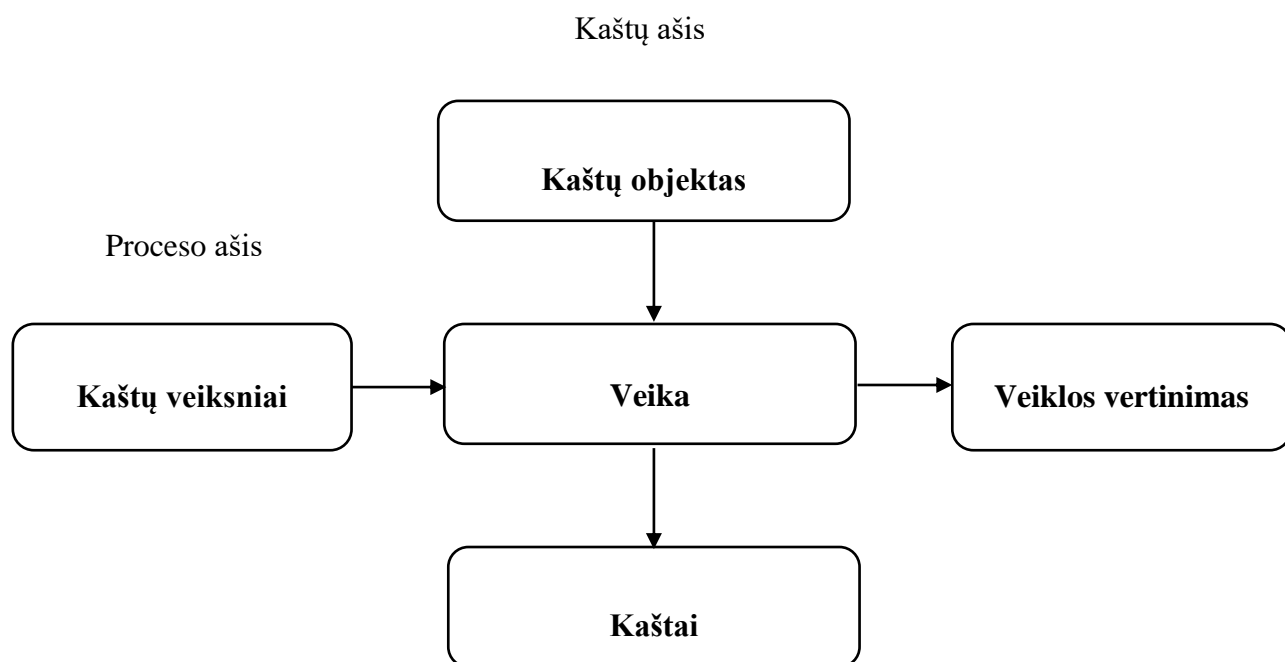 Kaštų ašis
Kaštų objektas
Proceso ašis
Kaštų veiksniai
Veika
Veiklos vertinimas
Kaštai